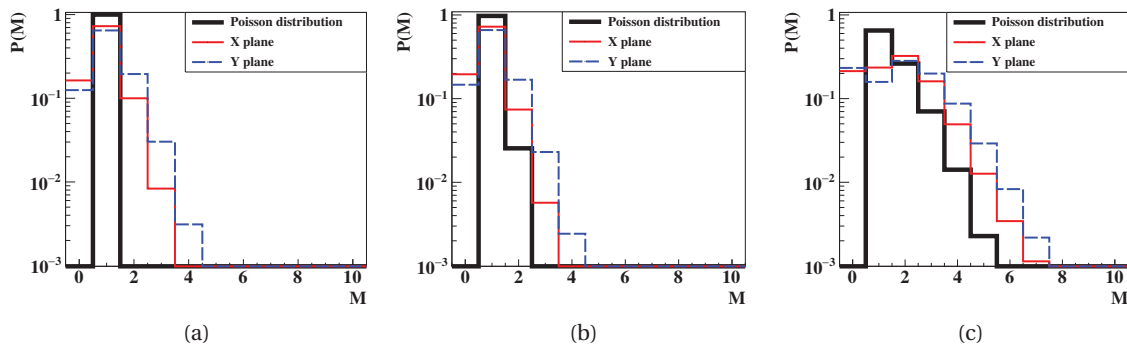 P(M)
1
10⁻¹
10⁻²
10⁻³
Poisson distribution
X plane
Y plane
0 2 4 6 8 10
M
(a)
P(M)
1
10⁻¹
10⁻²
10⁻³
Poisson distribution
X plane
Y plane
0 2 4 6 8 10
M
(b)
P(M)
1
10⁻¹
10⁻²
10⁻³
Poisson distribution
X plane
Y plane
0 2 4 6 8 10
M
(c)